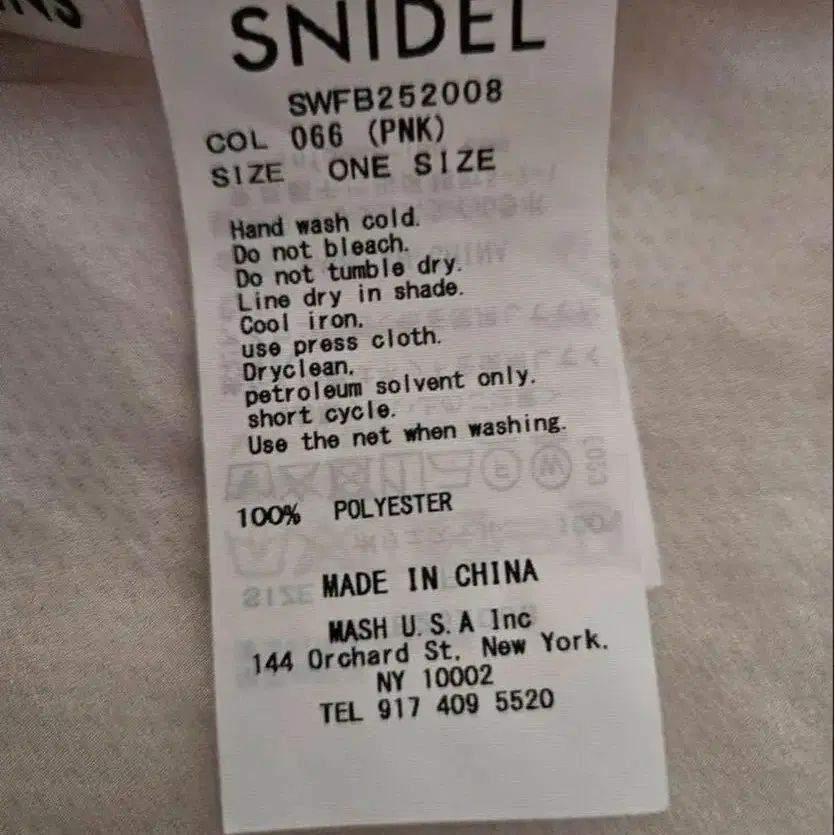 SNIDEL
SWFB252008
COL 066 (PNK)
SIZE ONE SIZE
Hand wash cold.
Do not bleach.
Do not tumble dry.
Line dry in shade.
Cool iron.
use press cloth.
Dryclean.
petroleum solvent only.
short cycle.
Use the net when washing.
100% POLYESTER
MADE IN CHINA
MASH U.S.A Inc
144 Orchard St. New York.
NY 10002
TEL 917 409 5520